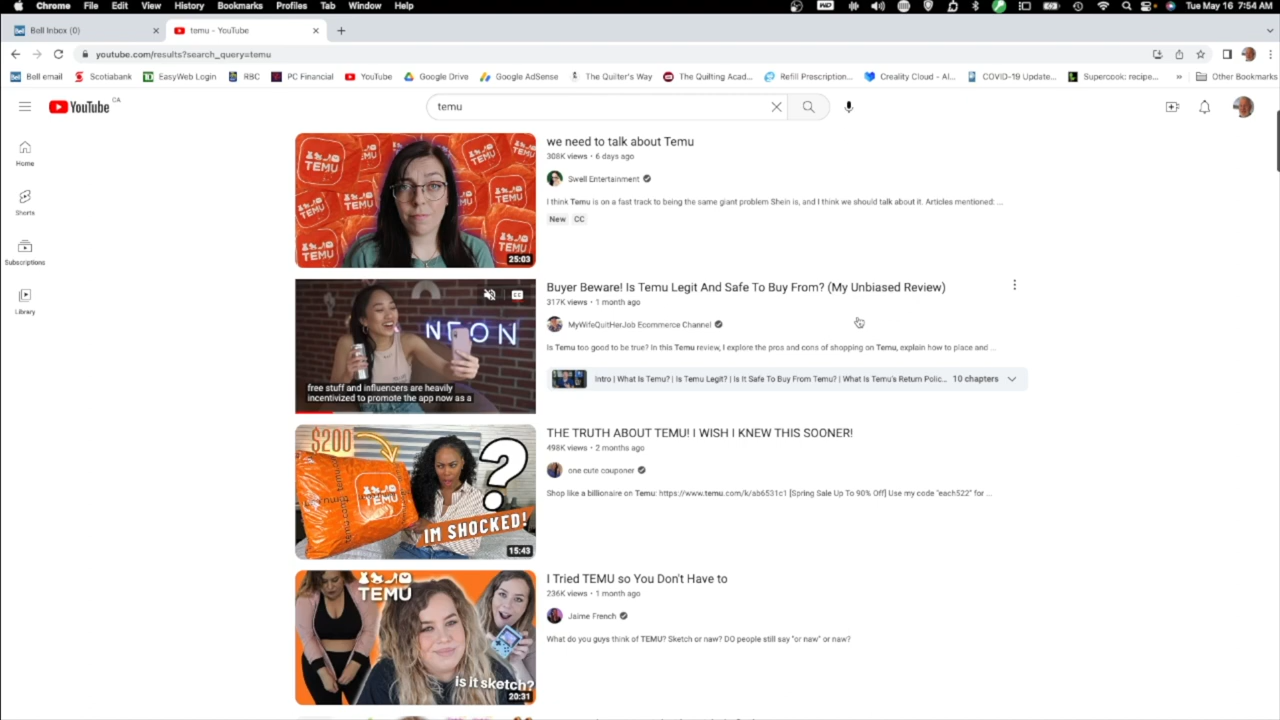 Chrome File Edit View History Bookmarks Profiles Tab Window Help
Tue May 16 7:54 AM
Bell Inbox (0)
temu - YouTube
youtube.com/results?search_query=temu
Bell email Scotiabank EasyWeb Login RBC PC Financial YouTube Google Drive Google AdSense The Quilter's Way The Quilting Acad... Refill Prescription... Creality Cloud - Al... COVID-19 Update... Supercook: recipe... » Other Bookmarks
YouTube CA
temu
Home
Shorts
Subscriptions
Library
TEMU
TEMU
TEMU
TEMU
25:03
we need to talk about Temu
308K views • 6 days ago
Swell Entertainment
I think Temu is on a fast track to being the same giant problem Shein is, and I think we should talk about it. Articles mentioned: ...
New CC
NEON
free stuff and influencers are heavily
incentivized to promote the app now as a
Buyer Beware! Is Temu Legit And Safe To Buy From? (My Unbiased Review)
317K views • 1 month ago
MyWifeQuitHerJob Ecommerce Channel
Is Temu too good to be true? In this Temu review, I explore the pros and cons of shopping on Temu, explain how to place and ...
Intro | What Is Temu? | Is Temu Legit? | Is It Safe To Buy From Temu? | What Is Temu's Return Polic... 10 chapters
$200
TEMU
?
IM SHOCKED!
15:43
THE TRUTH ABOUT TEMU! I WISH I KNEW THIS SOONER!
498K views • 2 months ago
one cute couponer
Shop like a billionaire on Temu: https://www.temu.com/k/ab6531c1 [Spring Sale Up To 90% Off] Use my code "each522" for ...
TEMU
is it sketch?
20:31
I Tried TEMU so You Don't Have to
236K views • 1 month ago
Jaime French
What do you guys think of TEMU? Sketch or naw? DO people still say "or naw" or naw?